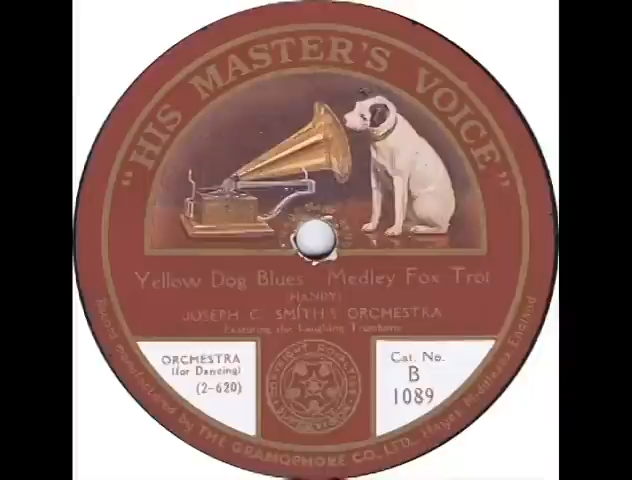 "HIS MASTER'S VOICE"
Yellow Dog Blues Medley Fox Trot
(HANDY)
JOSEPH C. SMITH'S ORCHESTRA
Featuring the Laughing Trombone
ORCHESTRA
(for Dancing)
(2-620)
Cat. No.
B
1089
COPYRIGHT
Record manufactured by THE GRAMOPHONE CO., LTD., Hayes, Middlesex, England